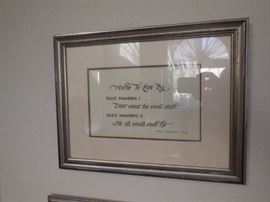 Words To Live By
RULE NUMBER 1
Don't sweat the small stuff.
RULE NUMBER 2
It's all small stuff